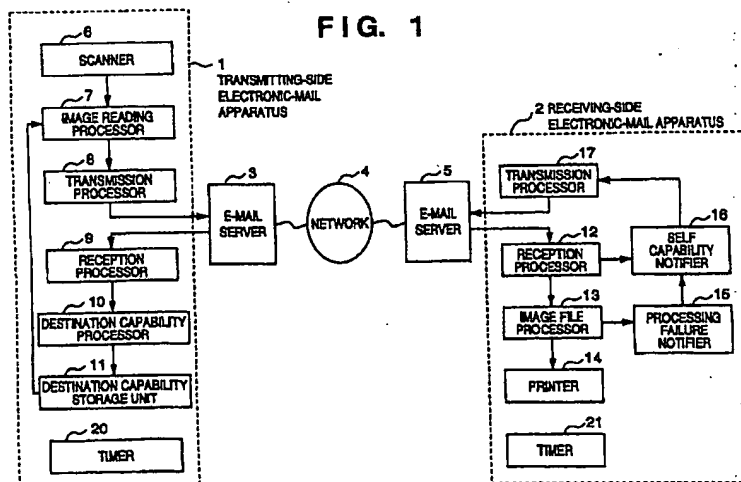 FIG. 1
6
SCANNER
7
IMAGE READING
PROCESSOR
8
TRANSMISSION
PROCESSOR
9
RECEPTION
PROCESSOR
10
DESTINATION CAPABILITY
PROCESSOR
11
DESTINATION CAPABILITY
STORAGE UNIT
20
TIMER
1
TRANSMITTING-SIDE
ELECTRONIC-MAIL
APPARATUS
3
E-MAIL
SERVER
4
NETWORK
5
E-MAIL
SERVER
2 RECEIVING-SIDE
ELECTRONIC-MAIL APPARATUS
17
TRANSMISSION
PROCESSOR
12
RECEPTION
PROCESSOR
16
SELF
CAPABILITY
NOTIFIER
13
IMAGE FILE
PROCESSOR
15
PROCESSING
FAILURE
NOTIFIER
14
PRINTER
21
TIMER